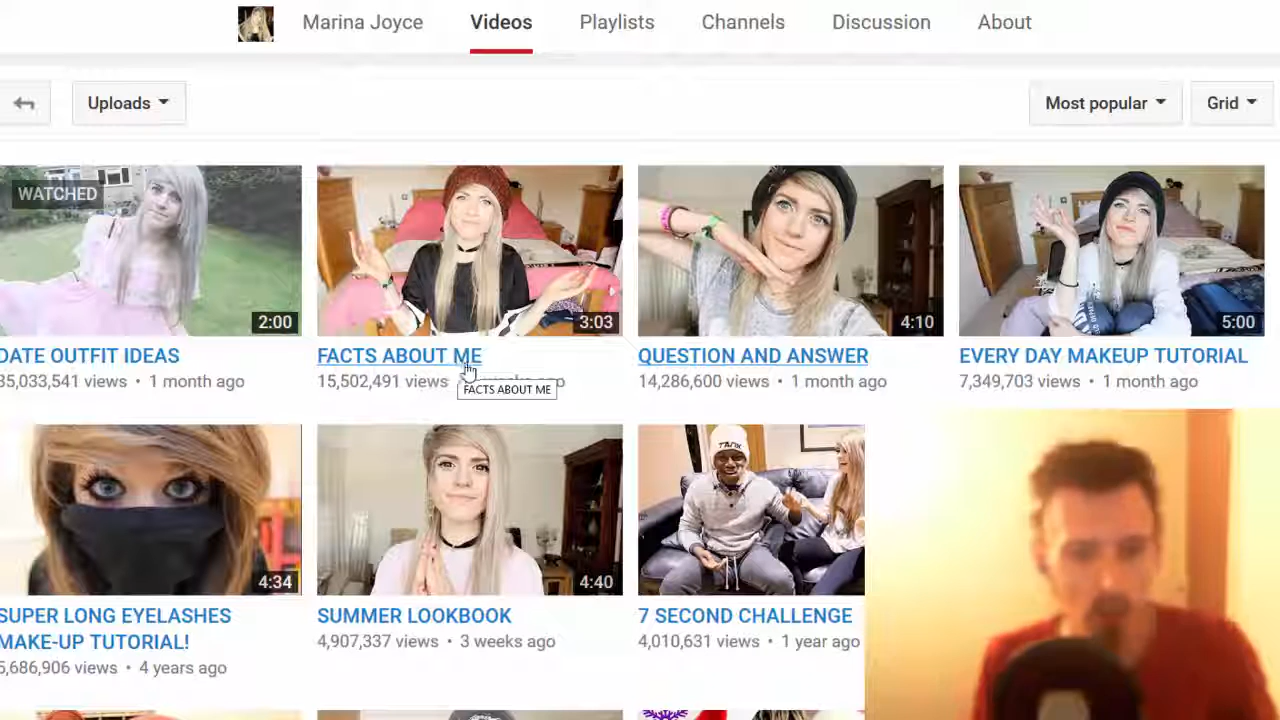 Marina Joyce Videos Playlists Channels Discussion About
Uploads Most popular Grid
WATCHED
2:00 3:03 4:10 5:00
DATE OUTFIT IDEAS FACTS ABOUT ME QUESTION AND ANSWER EVERY DAY MAKEUP TUTORIAL
35,033,541 views • 1 month ago 15,502,491 views ago 14,286,600 views • 1 month ago 7,349,703 views • 1 month ago
FACTS ABOUT ME
4:34 4:40
SUPER LONG EYELASHES SUMMER LOOKBOOK 7 SECOND CHALLENGE
MAKE-UP TUTORIAL! 4,907,337 views • 3 weeks ago 4,010,631 views • 1 year ago
5,686,906 views • 4 years ago